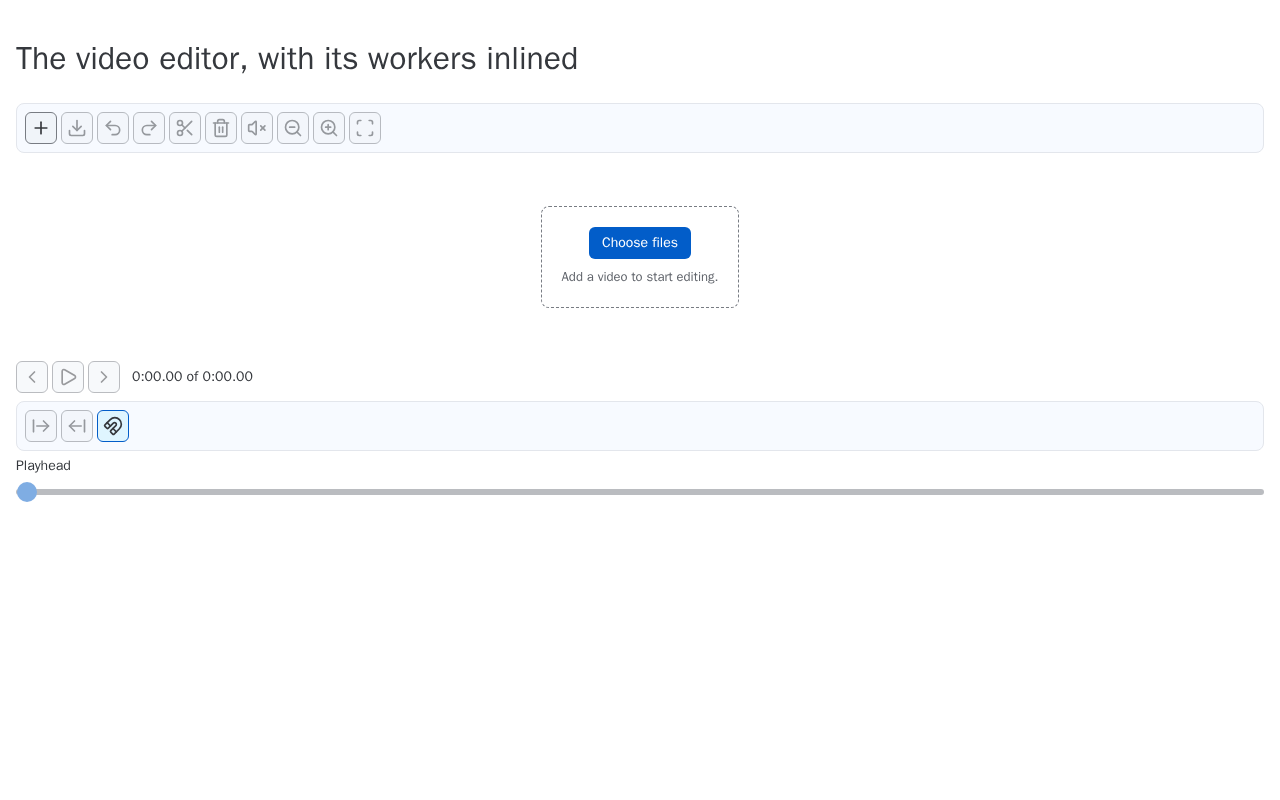 The video editor, with its workers inlined
Choose files
Add a video to start editing.
0:00.00 of 0:00.00
Playhead